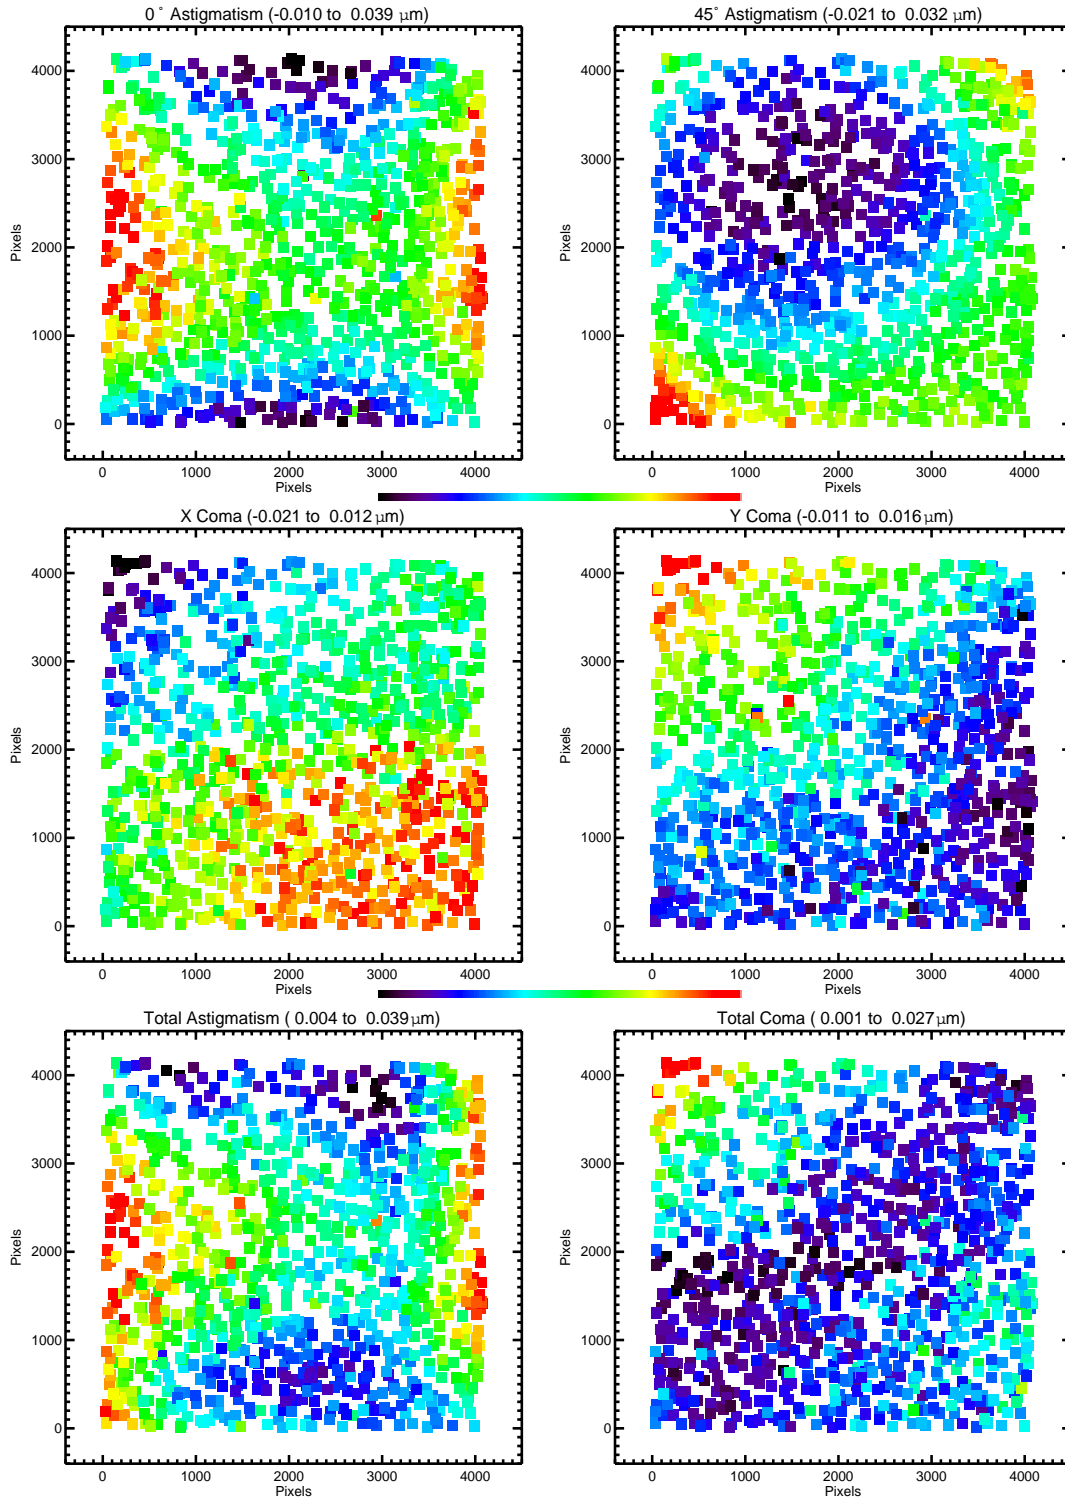 0° Astigmatism (-0.010 to 0.039 µm)
45° Astigmatism (-0.021 to 0.032 µm)
4000
3000
2000
1000
0
Pixels
0 1000 2000 3000 4000
Pixels
4000
3000
2000
1000
0
Pixels
0 1000 2000 3000 4000
Pixels
X Coma (-0.021 to 0.012 µm)
Y Coma (-0.011 to 0.016 µm)
4000
3000
2000
1000
0
Pixels
0 1000 2000 3000 4000
Pixels
4000
3000
2000
1000
0
Pixels
0 1000 2000 3000 4000
Pixels
Total Astigmatism ( 0.004 to 0.039 µm)
Total Coma ( 0.001 to 0.027 µm)
4000
3000
2000
1000
0
Pixels
0 1000 2000 3000 4000
Pixels
4000
3000
2000
1000
0
Pixels
0 1000 2000 3000 4000
Pixels